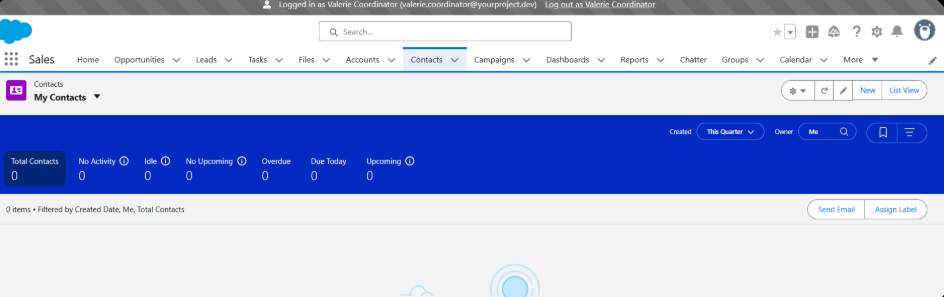 Logged in as Valerie Coordinator (valerie.coordinator@yourproject.dev) Log out as Valerie Coordinator
Search...
Sales Home Opportunities Leads Tasks Files Accounts Contacts Campaigns Dashboards Reports Chatter Groups Calendar More
Contacts
My Contacts
New List View
Created This Quarter Owner Me
Total Contacts No Activity Idle No Upcoming Overdue Due Today Upcoming
0 0 0 0 0 0 0
0 items • Filtered by Created Date, Me, Total Contacts
Send Email Assign Label